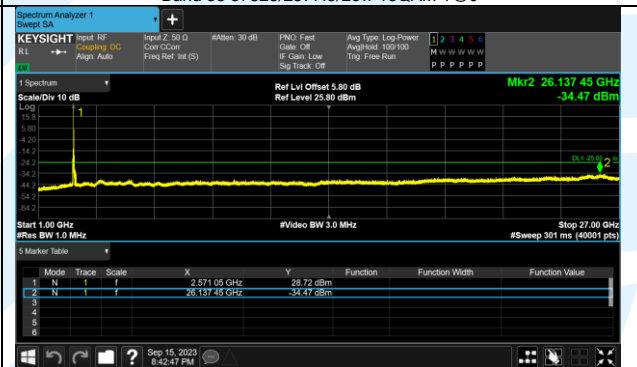 Spectrum Analyzer 1
Swept SA
+
KEYSIGHT
RL
Input: RF
Coupling: DC
Align: Auto
Input Z: 50 Ω
Corr CCorr
Freq Ref: Int (S)
#Atten: 30 dB
PNO: Fast
Gate: Off
IF Gain: Low
Sig Track: Off
Avg Type: Log-Power
Avg|Hold: 100/100
Trig: Free Run
1 2 3 4 5 6
M W W W W W
P P P P P P
LW
1 Spectrum
Scale/Div 10 dB
Ref Lvl Offset 5.80 dB
Ref Level 25.80 dBm
Mkr2 26.137 45 GHz
-34.47 dBm
Log
15.8
5.80
-4.20
-14.2
-24.2
-34.2
-44.2
-54.2
-64.2
1
DL1 -25.00
2
Start 1.00 GHz
#Video BW 3.0 MHz
Stop 27.00 GHz
#Res BW 1.0 MHz
#Sweep 301 ms (40001 pts)
5 Marker Table
Mode Trace Scale X Y Function Function Width Function Value
1 N 1 f 2.571 05 GHz 28.72 dBm
2 N 1 f 26.137 45 GHz -34.47 dBm
3
4
5
6
?
Sep 15, 2023
8:42:47 PM